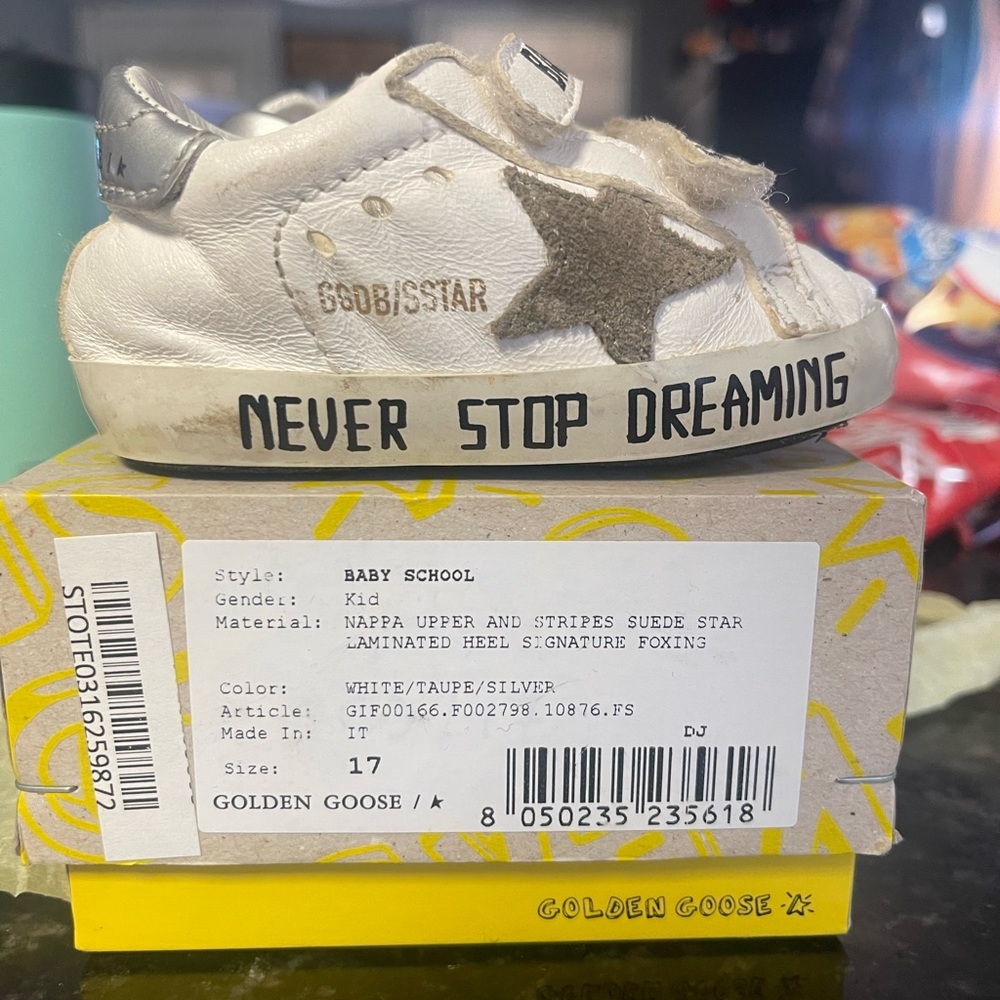 GGDB/SSTAR
NEVER STOP DREAMING
STOTE0316259872
Style: BABY SCHOOL
Gender: Kid
Material: NAPPA UPPER AND STRIPES SUEDE STAR
LAMINATED HEEL SIGNATURE FOXING
Color: WHITE/TAUPE/SILVER
Article: GIF00166.F002798.10876.FS
Made In: IT
DJ
Size: 17
GOLDEN GOOSE /
8 050235 235618
GOLDEN GOOSE